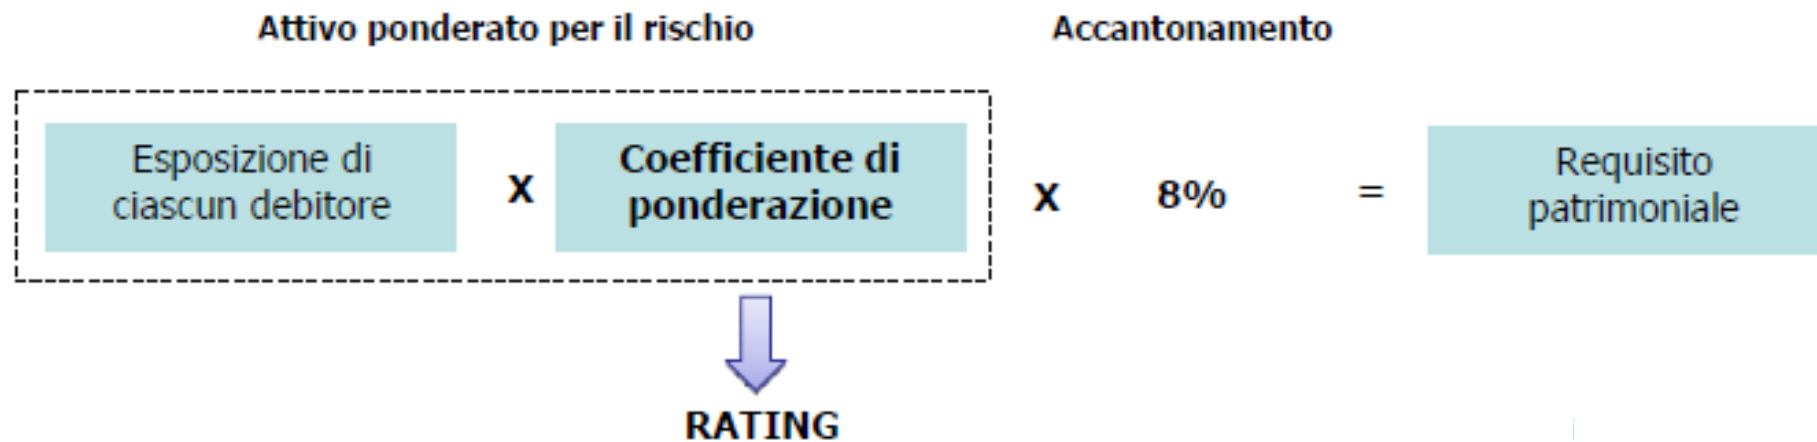 Attivo ponderato per il rischio
Accantonamento
Esposizione di
ciascun debitore
x
Coefficiente di
ponderazione
x
8%
=
Requisito
patrimoniale
RATING